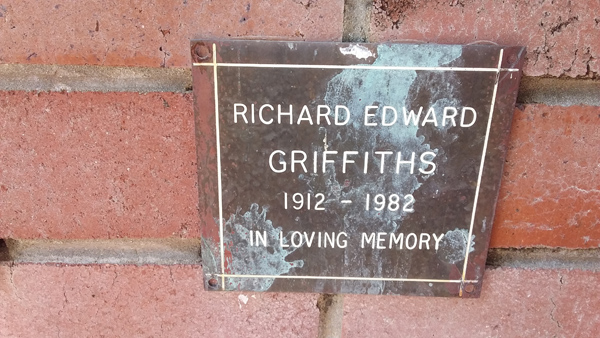 RICHARD EDWARD
GRIFFITHS
1912 - 1982
IN LOVING MEMORY